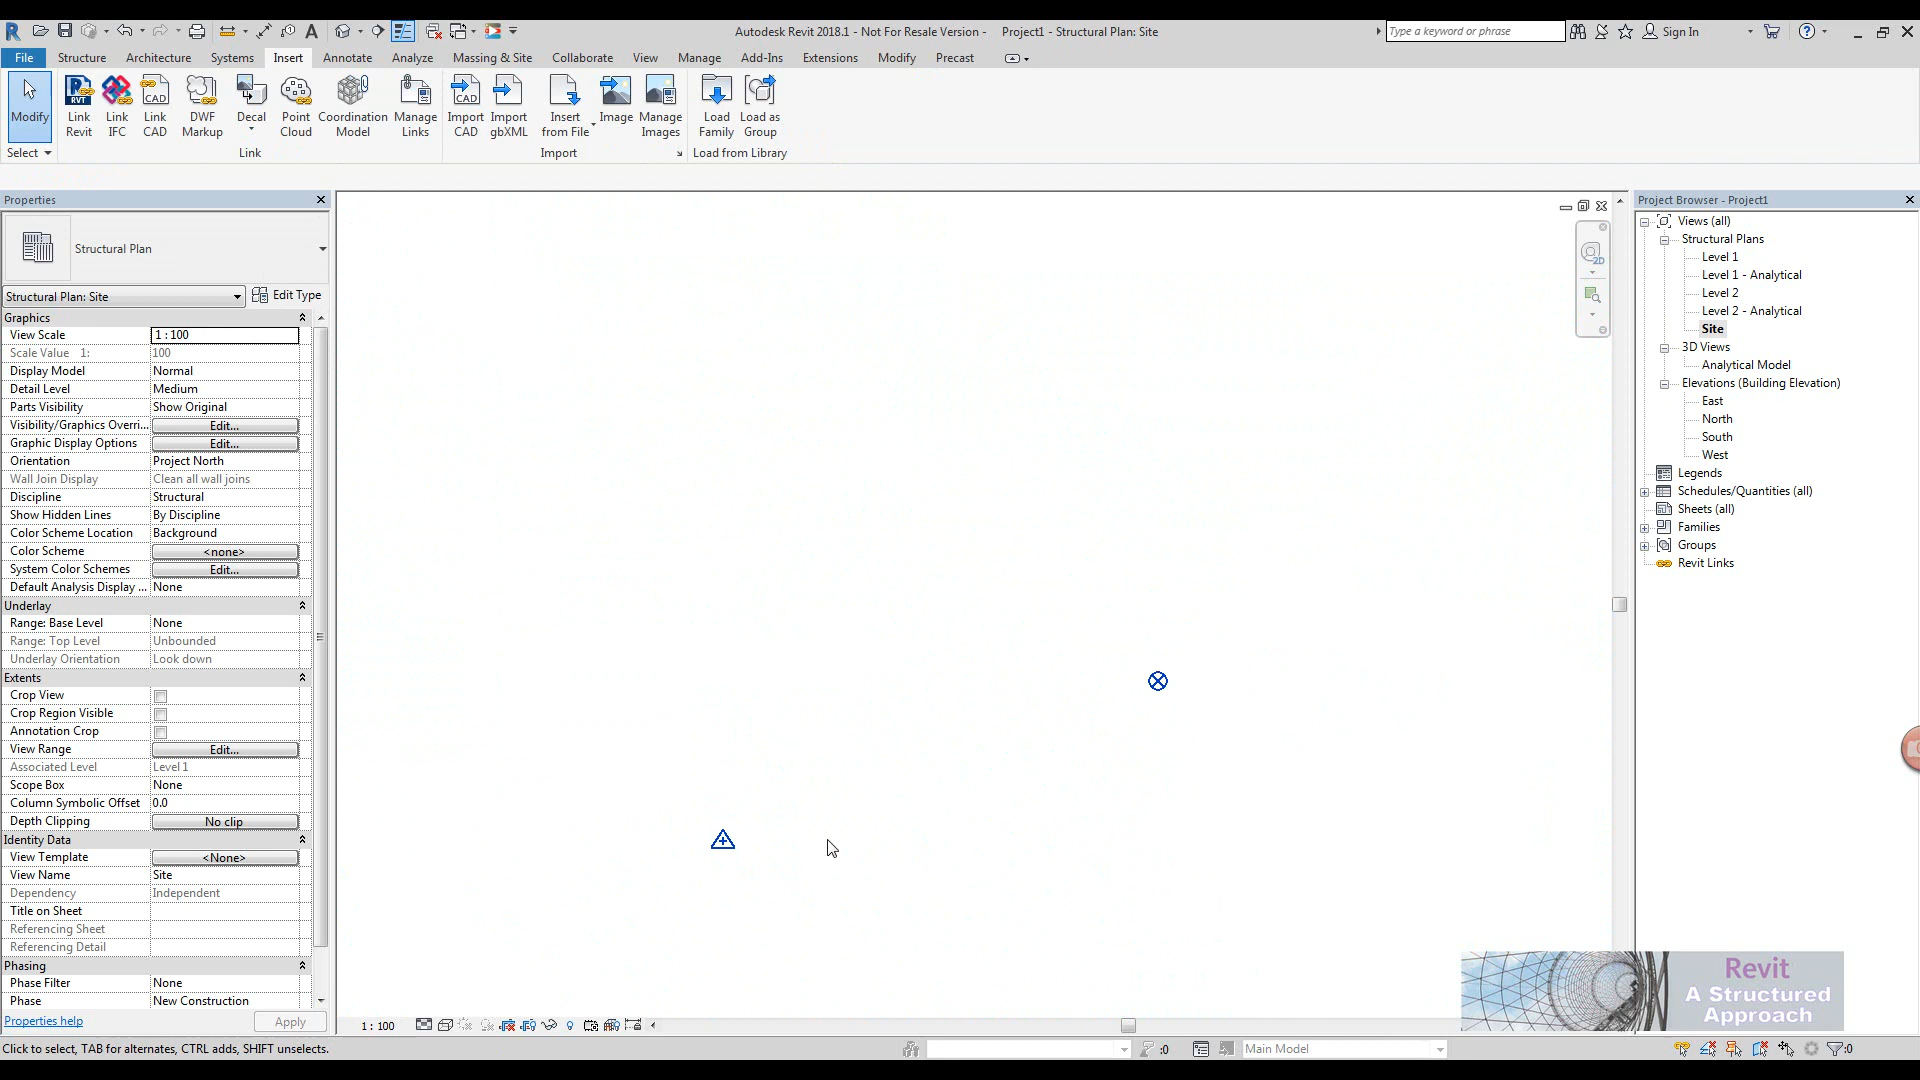 Autodesk Revit 2018.1 - Not For Resale Version - Project1 - Structural Plan: Site
Type a keyword or phrase
Sign In
File Structure Architecture Systems Insert Annotate Analyze Massing & Site Collaborate View Manage Add-Ins Extensions Modify Precast
Modify
Link Revit
Link IFC
Link CAD
DWF Markup
Decal
Point Cloud
Coordination Model
Manage Links
Import CAD
Import gbXML
Insert from File
Image
Manage Images
Load Family
Load as Group
Select
Link
Import
Load from Library
Properties
Structural Plan
Structural Plan: Site
Edit Type
Graphics
View Scale 1 : 100
Scale Value 1: 100
Display Model Normal
Detail Level Medium
Parts Visibility Show Original
Visibility/Graphics Overri... Edit...
Graphic Display Options Edit...
Orientation Project North
Wall Join Display Clean all wall joins
Discipline Structural
Show Hidden Lines By Discipline
Color Scheme Location Background
Color Scheme <none>
System Color Schemes Edit...
Default Analysis Display ... None
Underlay
Range: Base Level None
Range: Top Level Unbounded
Underlay Orientation Look down
Extents
Crop View
Crop Region Visible
Annotation Crop
View Range Edit...
Associated Level Level 1
Scope Box None
Column Symbolic Offset 0.0
Depth Clipping No clip
Identity Data
View Template <None>
View Name Site
Dependency Independent
Title on Sheet
Referencing Sheet
Referencing Detail
Phasing
Phase Filter None
Phase New Construction
Properties help
Apply
2D
Project Browser - Project1
Views (all)
Structural Plans
Level 1
Level 1 - Analytical
Level 2
Level 2 - Analytical
Site
3D Views
Analytical Model
Elevations (Building Elevation)
East
North
South
West
Legends
Schedules/Quantities (all)
Sheets (all)
Families
Groups
Revit Links
Revit
A Structured
Approach
1 : 100
Click to select, TAB for alternates, CTRL adds, SHIFT unselects.
:0
Main Model
:0